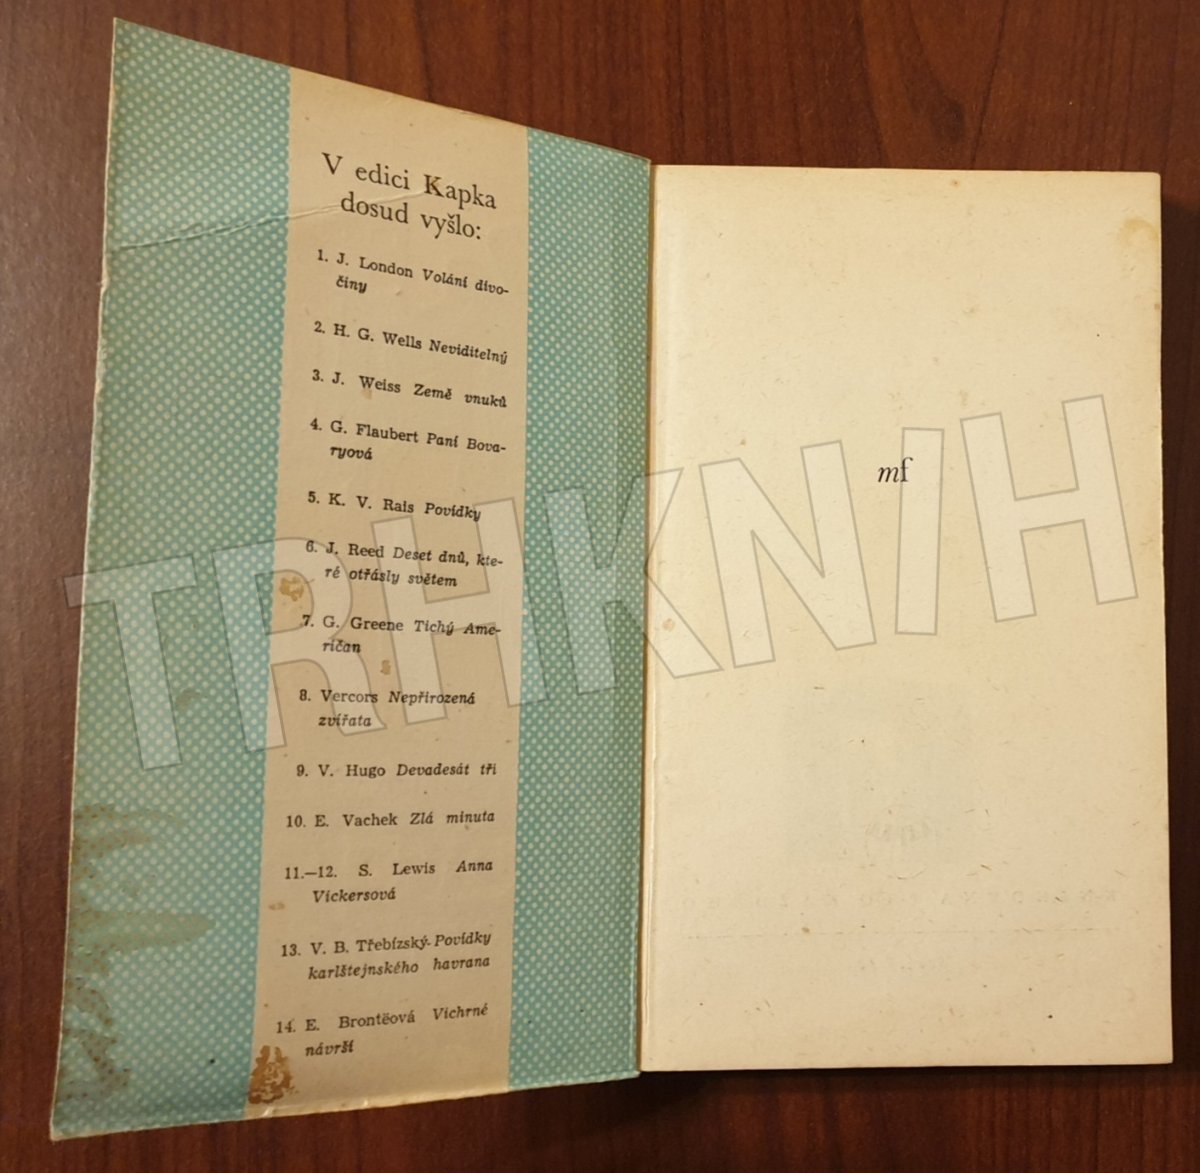 V edici Kapka
dosud vyšlo:
1. J. London Volání divo-
činy
2. H. G. Wells Neviditelný
3. J. Weiss Země vnuků
4. G. Flaubert Paní Bova-
ryová
5. K. V. Rais Povídky
6. J. Reed Deset dnů, kte-
ré otřásly světem
7. G. Greene Tichý Ame-
ričan
8. Vercors Nepřirozená
zvířata
9. V. Hugo Devadesát tři
10. E. Vachek Zlá minuta
11.—12. S. Lewis Anna
Vickersová
13. V. B. Třebízský Povídky
karlštejnského havrana
14. E. Brontëová Vichrné
návrší
mf
TRHKNIH